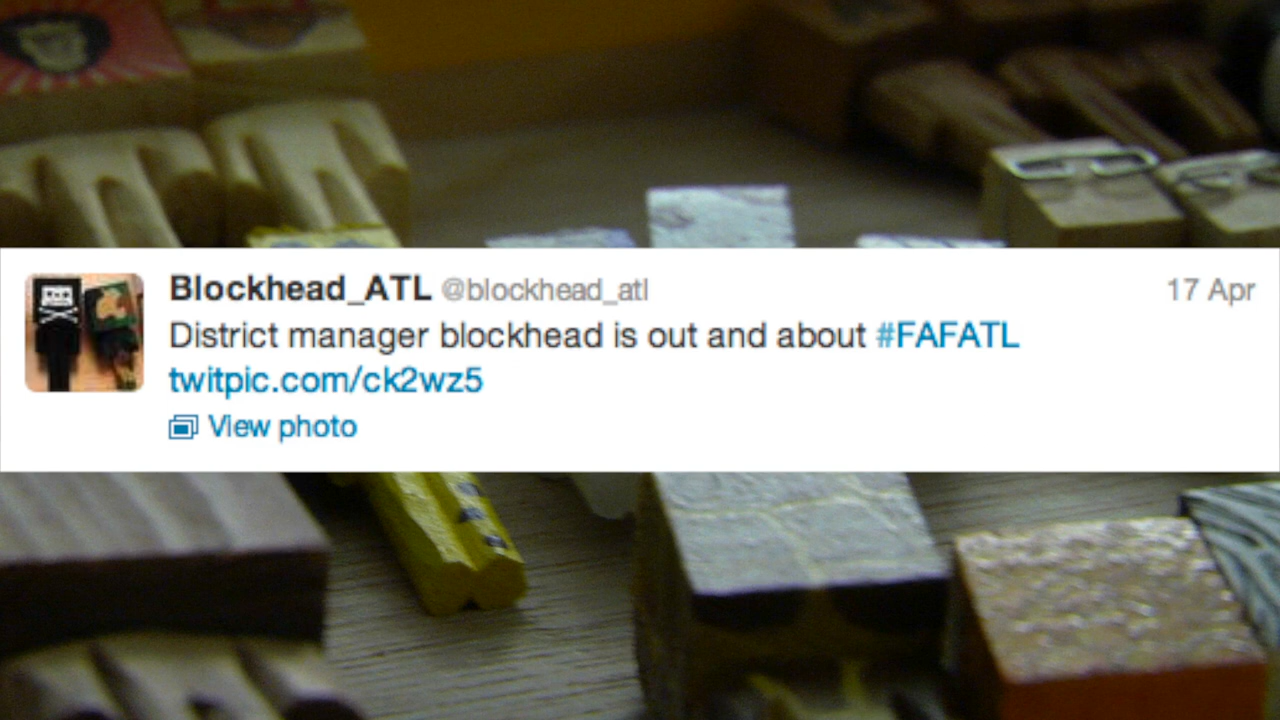 Blockhead_ATL @blockhead_atl 17 Apr
District manager blockhead is out and about #FAFATL
twitpic.com/ck2wz5
View photo